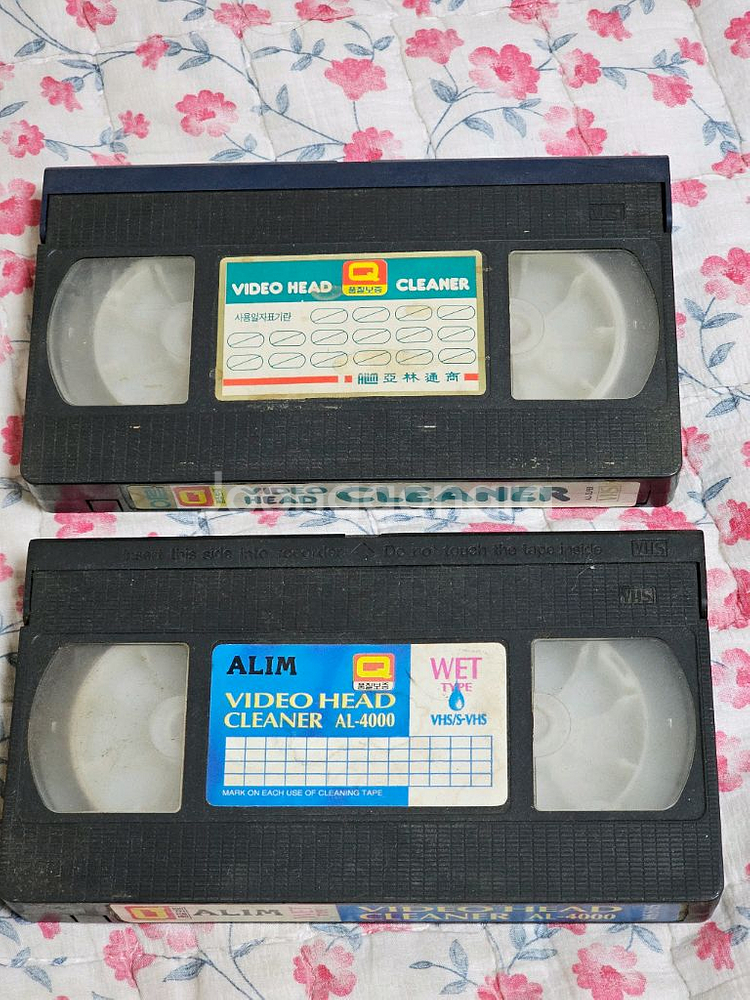 VHS
VIDEO HEAD Q CLEANER
품질보증
사용일자표기란
亞林通商
Q VIDEO HEAD CLEANER
Insert this side into recorder. Do not touch the tape inside. VHS
VHS
ALIM Q
품질보증
VIDEO HEAD
CLEANER AL-4000
WET
TYPE
VHS/S-VHS
MARK ON EACH USE OF CLEANING TAPE
Q ALIM VIDEO HEAD
CLEANER AL-4000